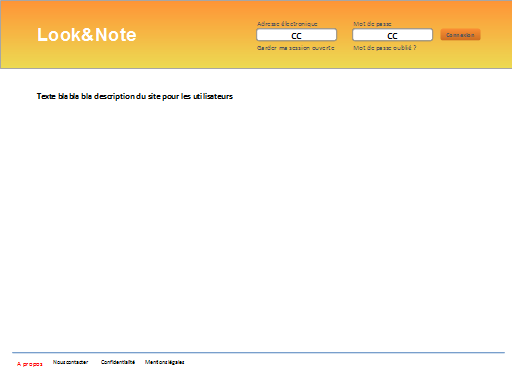 Look&Note
Adresse électronique
Mot de passe
CC
CC
Connexion
Garder ma session ouverte
Mot de passe oublié ?
Texte bla bla bla description du site pour les utilisateurs
A propos
Nous contacter
Confidentialité
Mentions légales